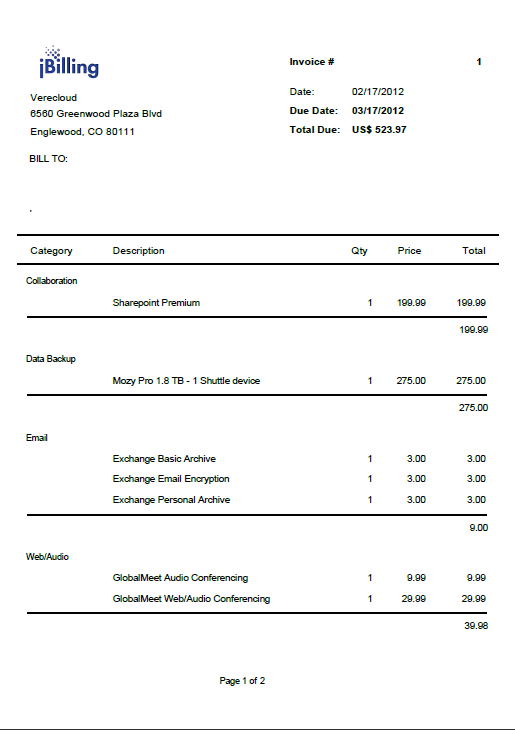 jBilling
Invoice # 1
Verecloud
6560 Greenwood Plaza Blvd
Englewood, CO 80111
Date: 02/17/2012
Due Date: 03/17/2012
Total Due: US$ 523.97
BILL TO:
,
Category Description Qty Price Total
Collaboration
Sharepoint Premium 1 199.99 199.99
199.99
Data Backup
Mozy Pro 1.8 TB - 1 Shuttle device 1 275.00 275.00
275.00
Email
Exchange Basic Archive 1 3.00 3.00
Exchange Email Encryption 1 3.00 3.00
Exchange Personal Archive 1 3.00 3.00
9.00
Web/Audio
GlobalMeet Audio Conferencing 1 9.99 9.99
GlobalMeet Web/Audio Conferencing 1 29.99 29.99
39.98
Page 1 of 2